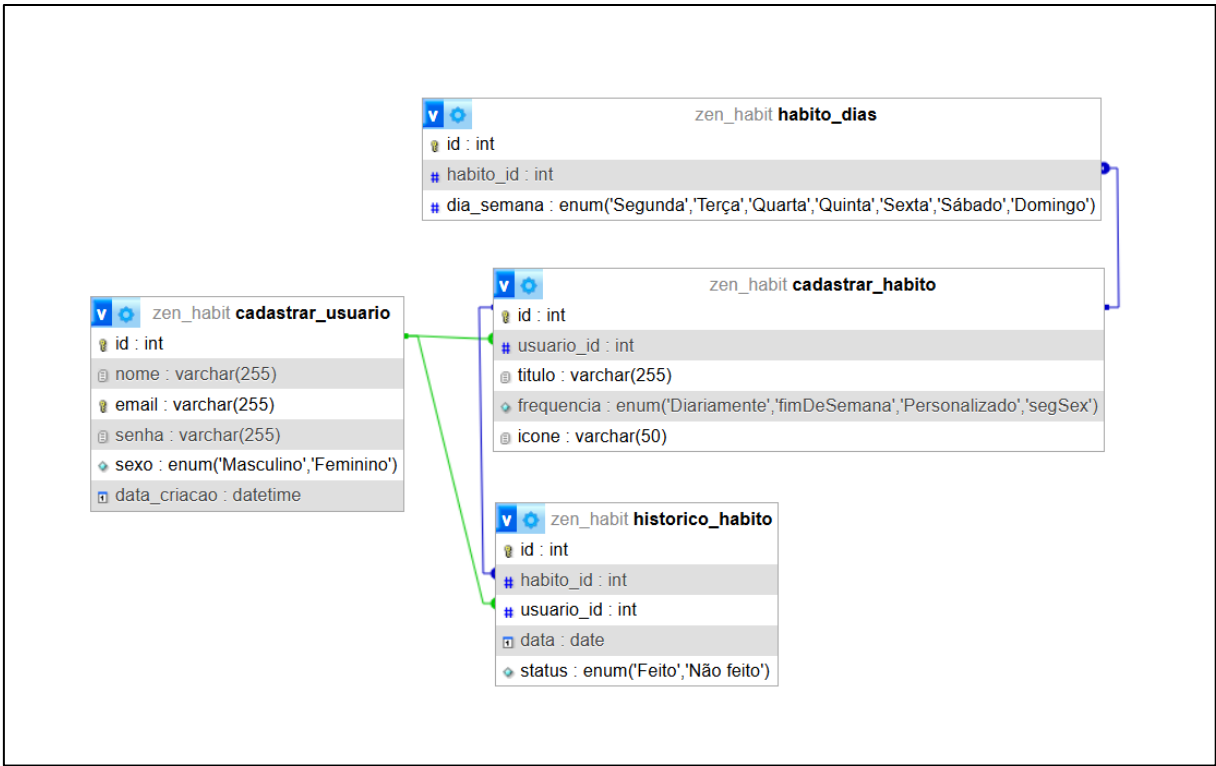 zen_habit habito_dias
id : int
habito_id : int
dia_semana : enum('Segunda','Terça','Quarta','Quinta','Sexta','Sábado','Domingo')
zen_habit cadastrar_habito
id : int
usuario_id : int
titulo : varchar(255)
frequencia : enum('Diariamente','fimDeSemana','Personalizado','segSex')
icone : varchar(50)
zen_habit cadastrar_usuario
id : int
nome : varchar(255)
email : varchar(255)
senha : varchar(255)
sexo : enum('Masculino','Feminino')
data_criacao : datetime
zen_habit historico_habito
id : int
habito_id : int
usuario_id : int
data : date
status : enum('Feito','Não feito')